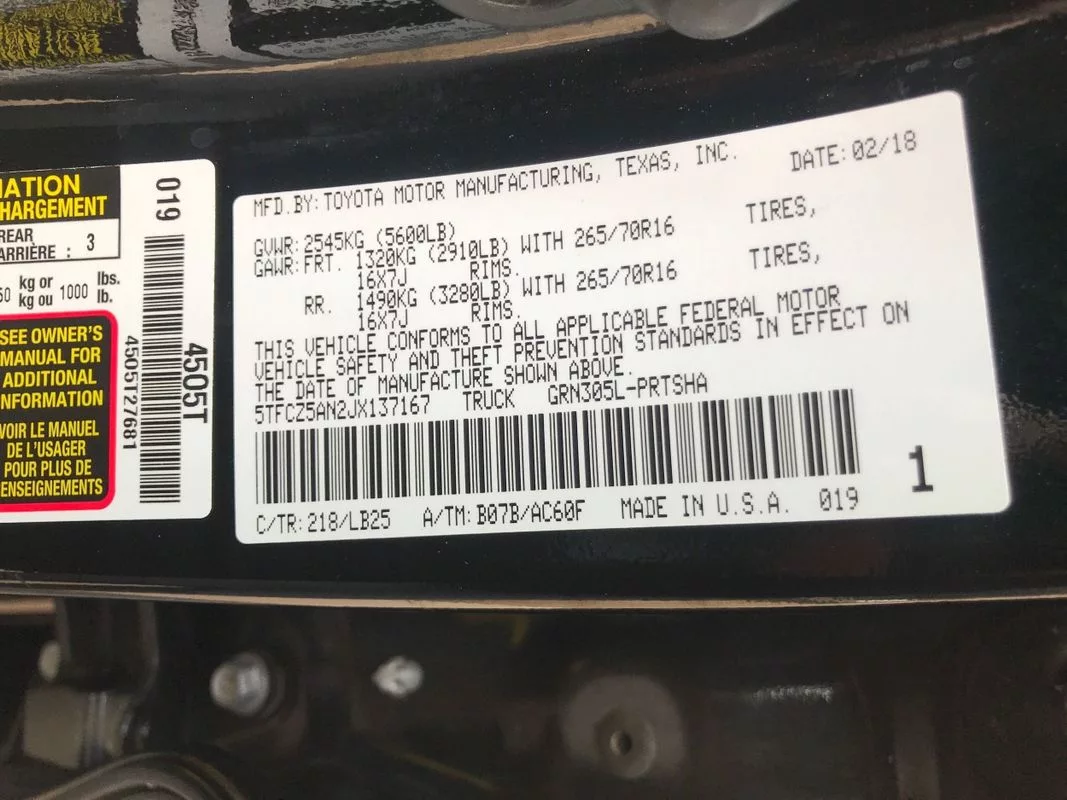 HARGEMENT
REAR
ARRIÈRE : 3
kg or lbs.
kg ou 1000 lb.
SEE OWNER'S
MANUAL FOR
ADDITIONAL
NFORMATION
VOIR LE MANUEL
DE L'USAGER
POUR PLUS DE
ENSEIGNEMENTS
019
4505T
4505T27681
MFD.BY:TOYOTA MOTOR MANUFACTURING, TEXAS, INC. DATE:02/18
GVWR:2545KG (5600LB)
GAWR:FRT. 1320KG (2910LB) WITH 265/70R16 TIRES,
16X7J RIMS.
RR. 1490KG (3280LB) WITH 265/70R16 TIRES,
16X7J RIMS.
THIS VEHICLE CONFORMS TO ALL APPLICABLE FEDERAL MOTOR
VEHICLE SAFETY AND THEFT PREVENTION STANDARDS IN EFFECT ON
THE DATE OF MANUFACTURE SHOWN ABOVE.
5TFCZ5AN2JX137167 TRUCK GRN305L-PRTSHA
C/TR:218/LB25 A/TM:B07B/AC60F MADE IN U.S.A. 019
1